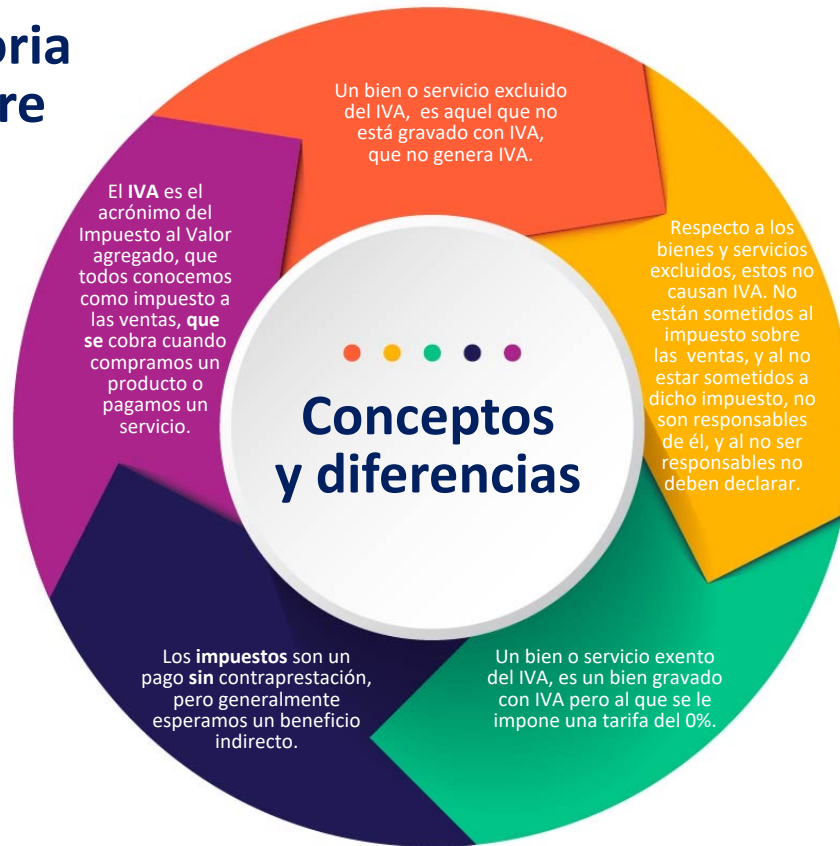 oria
re
Un bien o servicio excluido
del IVA,  es aquel que no
está gravado con IVA,
que no genera IVA.
El IVA es el
acrónimo del
Impuesto al Valor
agregado, que
todos conocemos
como impuesto a
las ventas, que
se cobra cuando
compramos un
producto o
pagamos un
servicio.
Respecto a los
bienes y servicios
excluidos, estos no
causan IVA. No
están sometidos al
impuesto sobre
las  ventas, y al no
estar sometidos a
dicho impuesto, no
son responsables
de él, y al no ser
responsables no
deben declarar.
Conceptos
y diferencias
Los impuestos son un
pago sin contraprestación,
pero generalmente
esperamos un beneficio
indirecto.
Un bien o servicio exento
del IVA, es un bien gravado
con IVA pero al que se le
impone una tarifa del 0%.